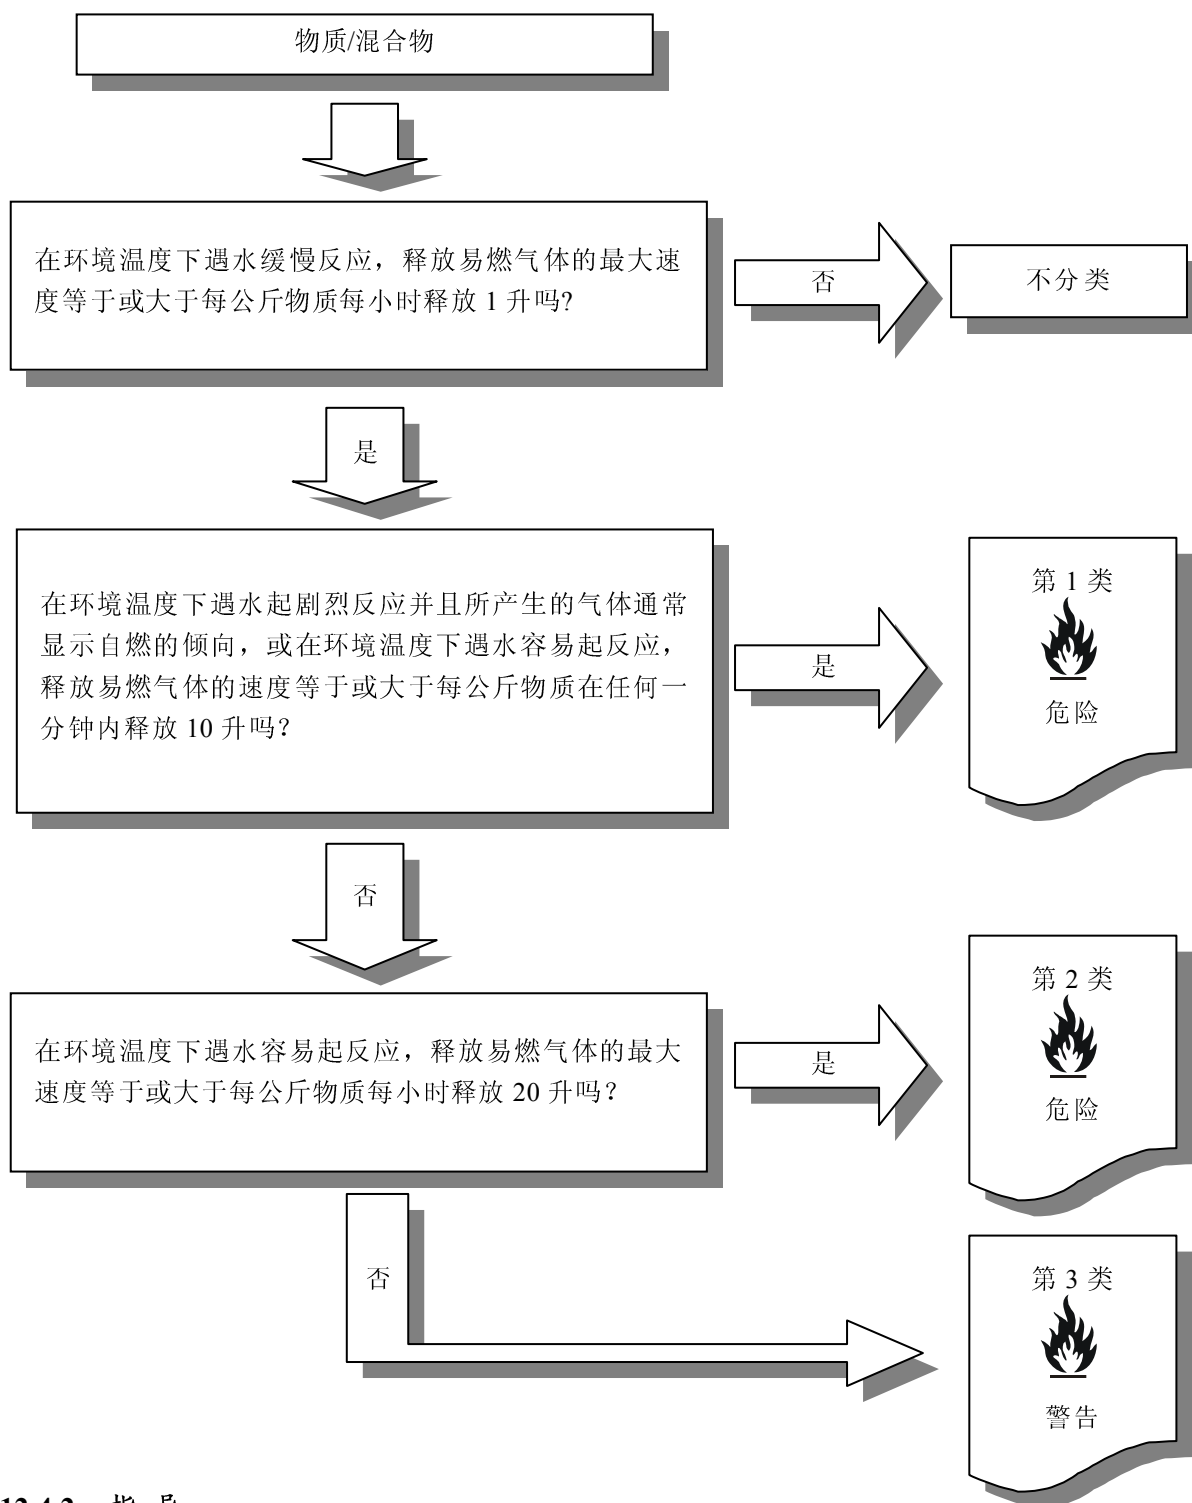 物质/混合物
在环境温度下遇水缓慢反应，释放易燃气体的最大速
度等于或大于每公斤物质每小时释放 1 升吗?
否
不分类
是
在环境温度下遇水起剧烈反应并且所产生的气体通常
显示自燃的倾向，或在环境温度下遇水容易起反应，
释放易燃气体的速度等于或大于每公斤物质在任何一
分钟内释放 10 升吗？
是
第 1 类
危险
否
在环境温度下遇水容易起反应，释放易燃气体的最大
速度等于或大于每公斤物质每小时释放 20 升吗？
是
第 2 类
危险
否
第 3 类
警告
12.4.2 指 导